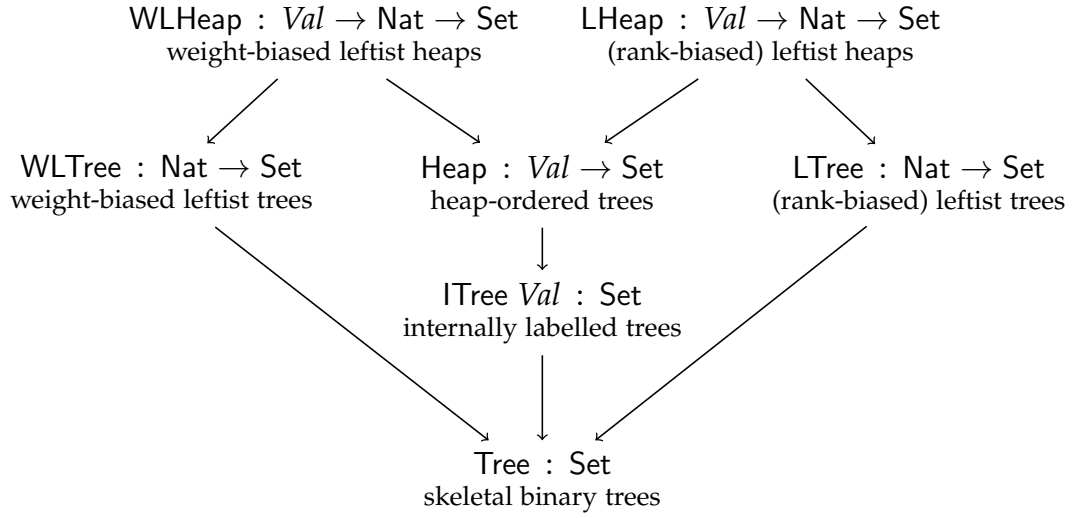 WLHeap : Val → Nat → Set
weight-biased leftist heaps
LHeap : Val → Nat → Set
(rank-biased) leftist heaps
WLTree : Nat → Set
weight-biased leftist trees
Heap : Val → Set
heap-ordered trees
LTree : Nat → Set
(rank-biased) leftist trees
ITree Val : Set
internally labelled trees
Tree : Set
skeletal binary trees